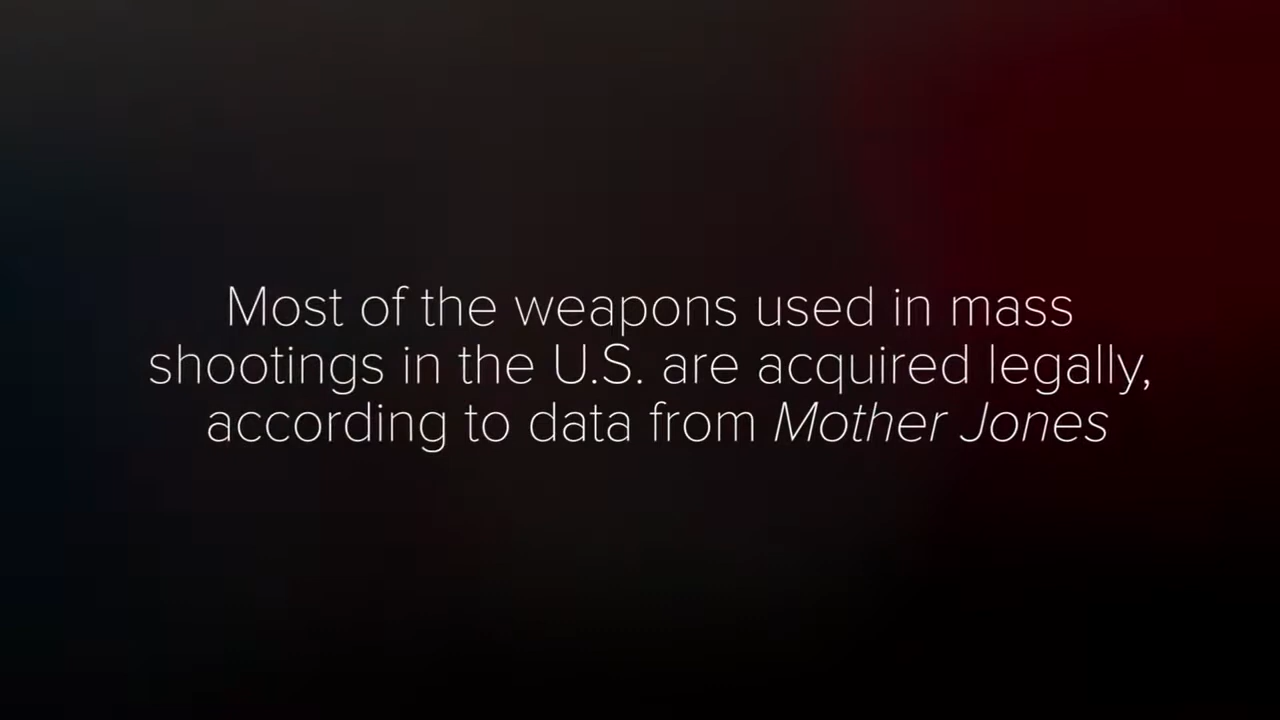 Most of the weapons used in mass
shootings in the U.S. are acquired legally,
according to data from Mother Jones